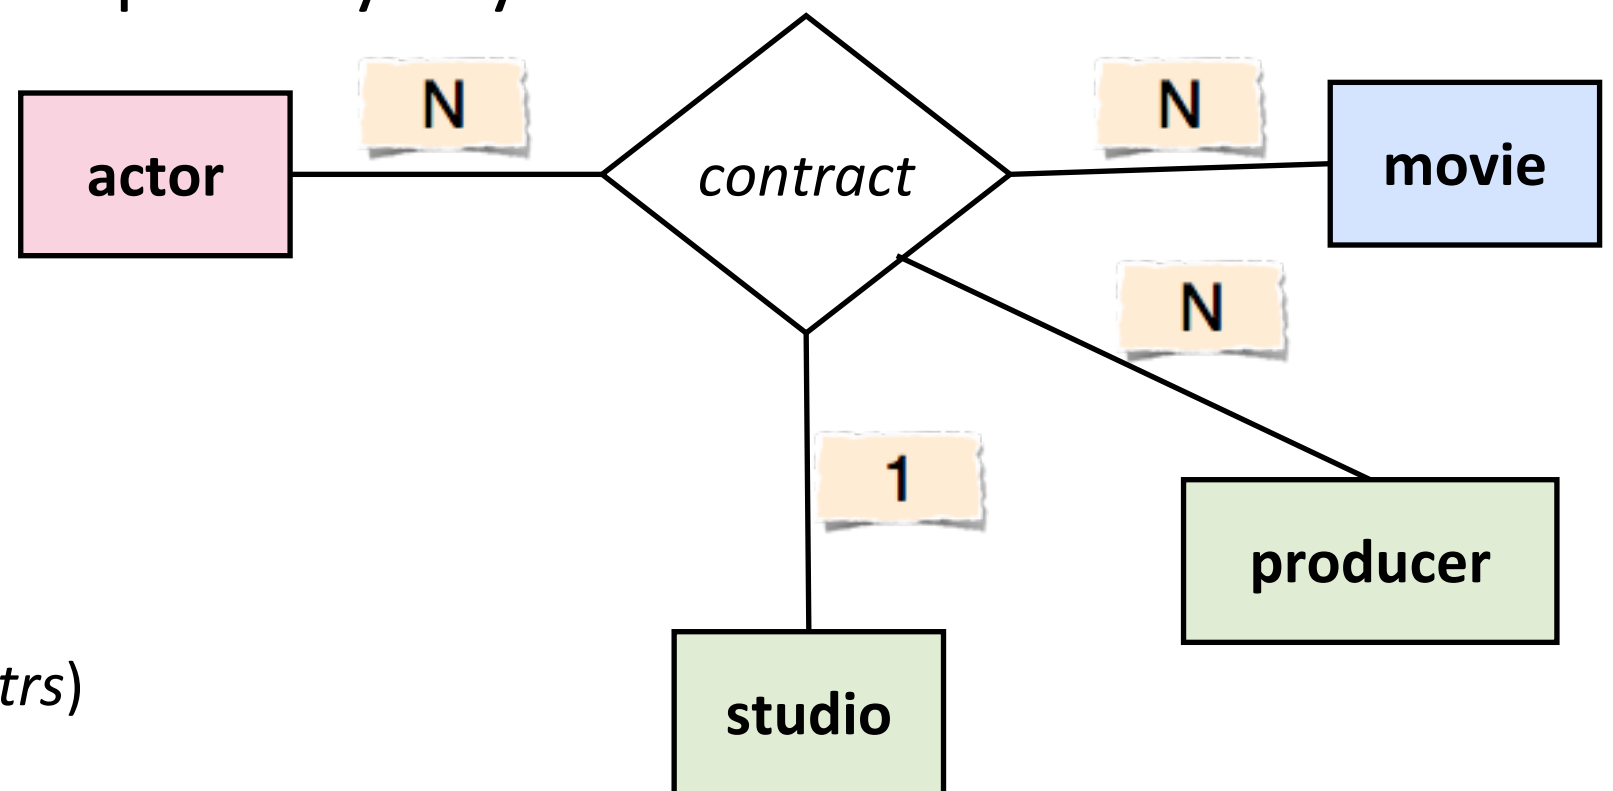 N
N
actor
contract
movie
N
1
producer
trs)
studio